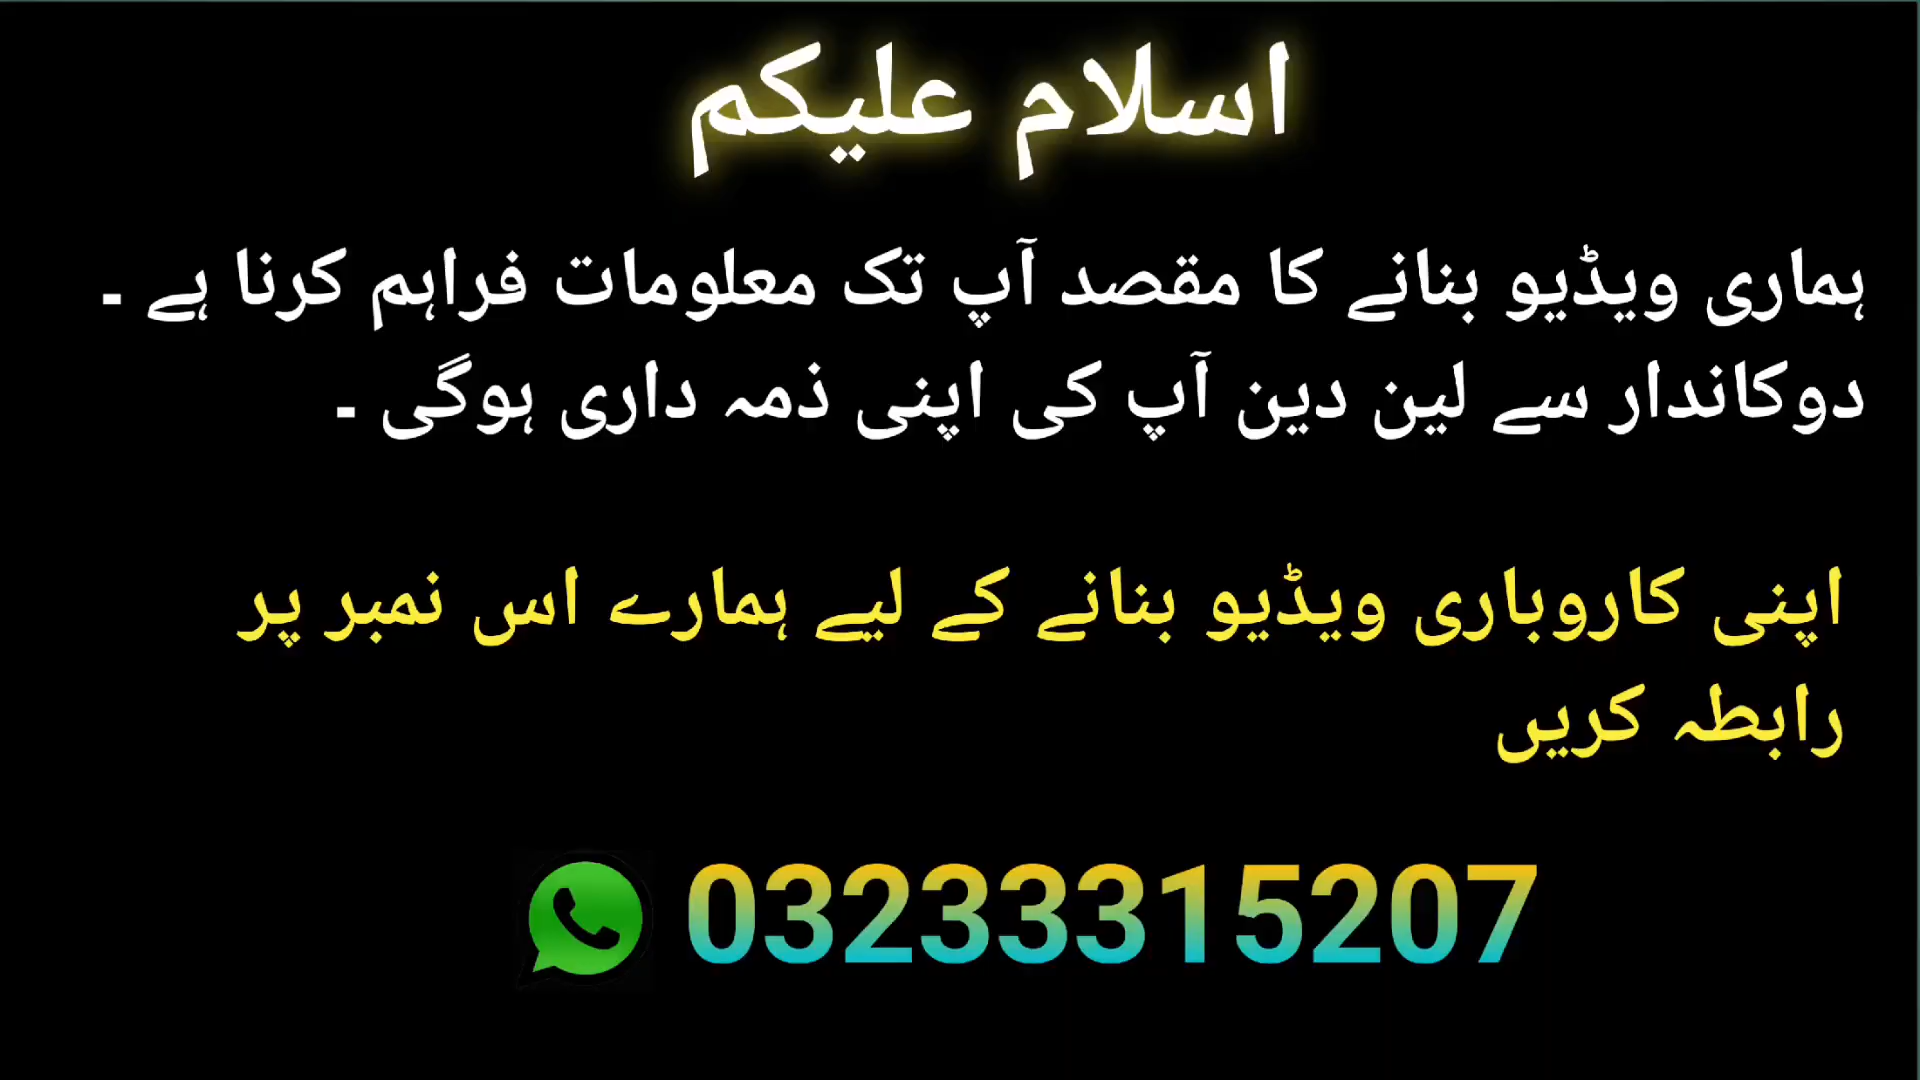 اسلام علیکم
ہماری ویڈیو بنانے کا مقصد آپ تک معلومات فراہم کرنا ہے ۔
دوکاندار سے لین دین آپ کی اپنی ذمہ داری ہوگی ۔
اپنی کاروباری ویڈیو بنانے کے لیے ہمارے اس نمبر پر
رابطہ کریں
03233315207